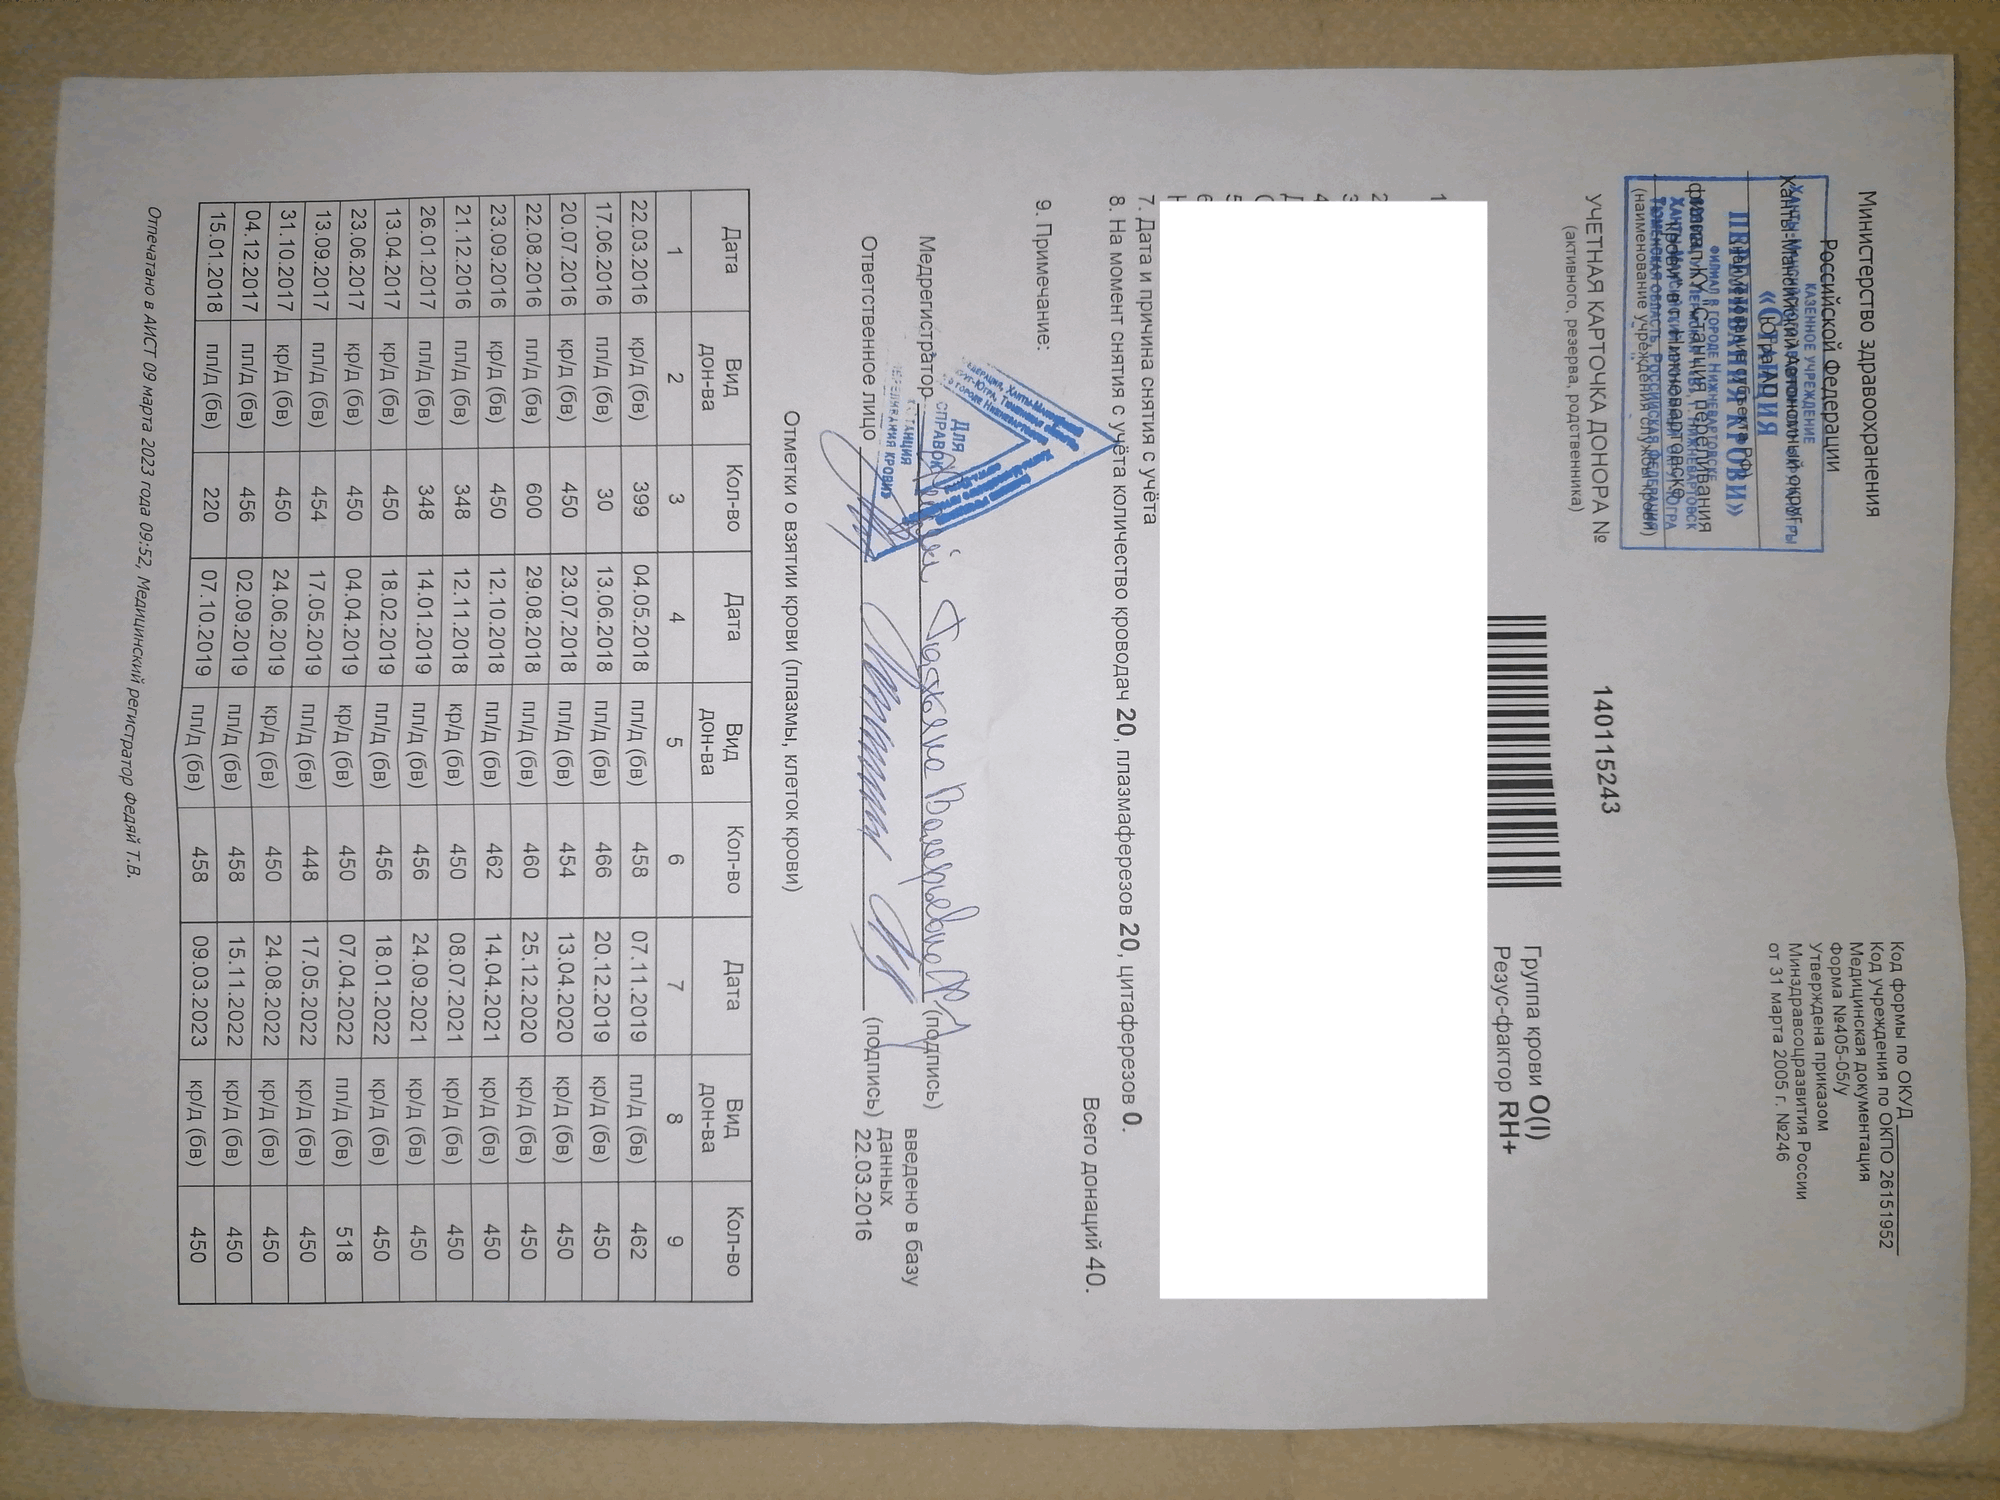 Министерство здравоохранения
Российской Федерации
Ханты-Мансийский Автономный округ -
Югра АО
(наименование субъекта РФ)
филиал КУ "Станция переливания
крови" в г. Нижневартовске
(наименование учреждения службы крови)
КАЗЕННОЕ УЧРЕЖДЕНИЕ
«СТАНЦИЯ
ПЕРЕЛИВАНИЯ КРОВИ»
ФИЛИАЛ В ГОРОДЕ НИЖНЕВАРТОВСКЕ
ТЮМЕНСКАЯ ОБЛАСТЬ, РОССИЙСКАЯ ФЕДЕРАЦИЯ
Код формы по ОКУД
Код учреждения по ОКПО 26151952
Медицинская документация
Форма №405-05/у
Утверждена приказом
Минздравсоцразвития России
от 31 марта 2005 г. №246
УЧЕТНАЯ КАРТОЧКА ДОНОРА № 140115243
(активного, резерва, родственника)
Группа крови O(I)
Резус-фактор RH+
1
2
3
4
5
6
7. Дата и причина снятия с учёта
8. На момент снятия с учёта количество кроводач 20, плазмаферезов 20, цитаферезов 0.
Всего донаций 40.
9. Примечание:
ДЛЯ
СПРАВОК
СТАНЦИЯ
ПЕРЕЛИВАНИЯ КРОВИ
Медрегистратор (подпись)
Ответственное лицо (подпись)
введено в базу
данных
22.03.2016
Отметки о взятии крови (плазмы, клеток крови)
Дата Вид дон-ва Кол-во Дата Вид дон-ва Кол-во Дата Вид дон-ва Кол-во
1 2 3 4 5 6 7 8 9
22.03.2016 кр/д (бв) 399 04.05.2018 пл/д (бв) 458 07.11.2019 пл/д (бв) 462
17.06.2016 пл/д (бв) 30 13.06.2018 пл/д (бв) 466 20.12.2019 кр/д (бв) 450
20.07.2016 кр/д (бв) 450 23.07.2018 пл/д (бв) 454 13.04.2020 кр/д (бв) 450
22.08.2016 пл/д (бв) 600 29.08.2018 пл/д (бв) 460 25.12.2020 кр/д (бв) 450
23.09.2016 кр/д (бв) 450 12.10.2018 пл/д (бв) 462 14.04.2021 кр/д (бв) 450
21.12.2016 пл/д (бв) 348 12.11.2018 кр/д (бв) 450 08.07.2021 кр/д (бв) 450
26.01.2017 пл/д (бв) 348 14.01.2019 пл/д (бв) 456 24.09.2021 кр/д (бв) 450
13.04.2017 кр/д (бв) 450 18.02.2019 пл/д (бв) 456 18.01.2022 кр/д (бв) 450
23.06.2017 кр/д (бв) 450 04.04.2019 кр/д (бв) 450 07.04.2022 пл/д (бв) 518
13.09.2017 пл/д (бв) 454 17.05.2019 пл/д (бв) 448 17.05.2022 кр/д (бв) 450
31.10.2017 кр/д (бв) 450 24.06.2019 кр/д (бв) 450 24.08.2022 кр/д (бв) 450
04.12.2017 пл/д (бв) 456 02.09.2019 пл/д (бв) 458 15.11.2022 кр/д (бв) 450
15.01.2018 пл/д (бв) 220 07.10.2019 пл/д (бв) 458 09.03.2023 кр/д (бв) 450
Отпечатано в АИСТ 09 марта 2023 года 09:52, Медицинский регистратор Федяй Т.В.